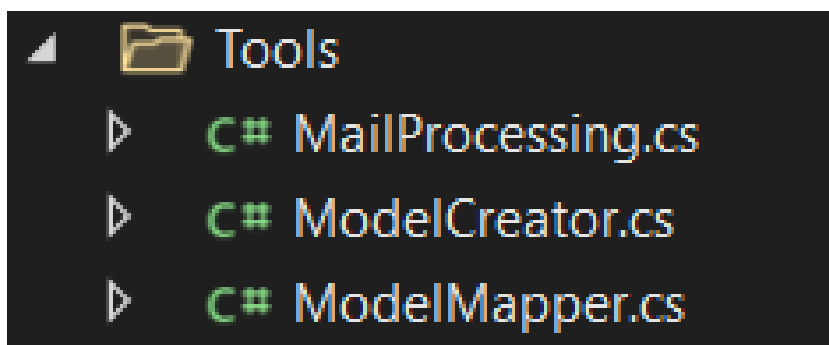 Tools
C# MailProcessing.cs
C# ModelCreator.cs
C# ModelMapper.cs